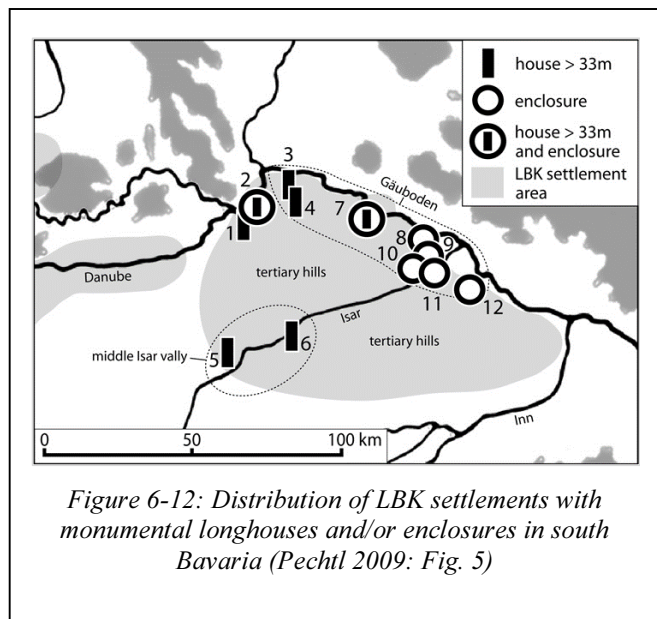 house > 33m
enclosure
house > 33m
and enclosure
LBK settlement
area
3
2
4
1
7
Gäuboden
8
9
10
11
12
Danube
tertiary hills
Isar
6
tertiary hills
middle Isar vally
5
Inn
0 50 100 km
Figure 6-12: Distribution of LBK settlements with
monumental longhouses and/or enclosures in south
Bavaria (Pechtl 2009: Fig. 5)